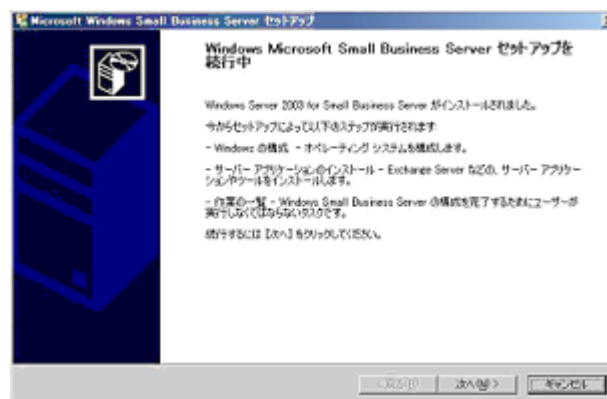 Microsoft Windows Small Business Server セットアップ
Windows Microsoft Small Business Server セットアップを
続行中
Windows Server 2003 for Small Business Server がインストールされました。
今からセットアップによって以下のステップが実行されます:
- Windows の構成 - オペレーティング システムを構成します。
- サーバー アプリケーションのインストール - Exchange Server などの、サーバー アプリケー
ションやツールをインストールします。
- 作業の一覧 - Windows Small Business Server の構成を完了するためにユーザーが
実行しなくてはならないタスクです。
続行するには [次へ] をクリックしてください。
< 戻る(B)
次へ(N) >
キャンセル